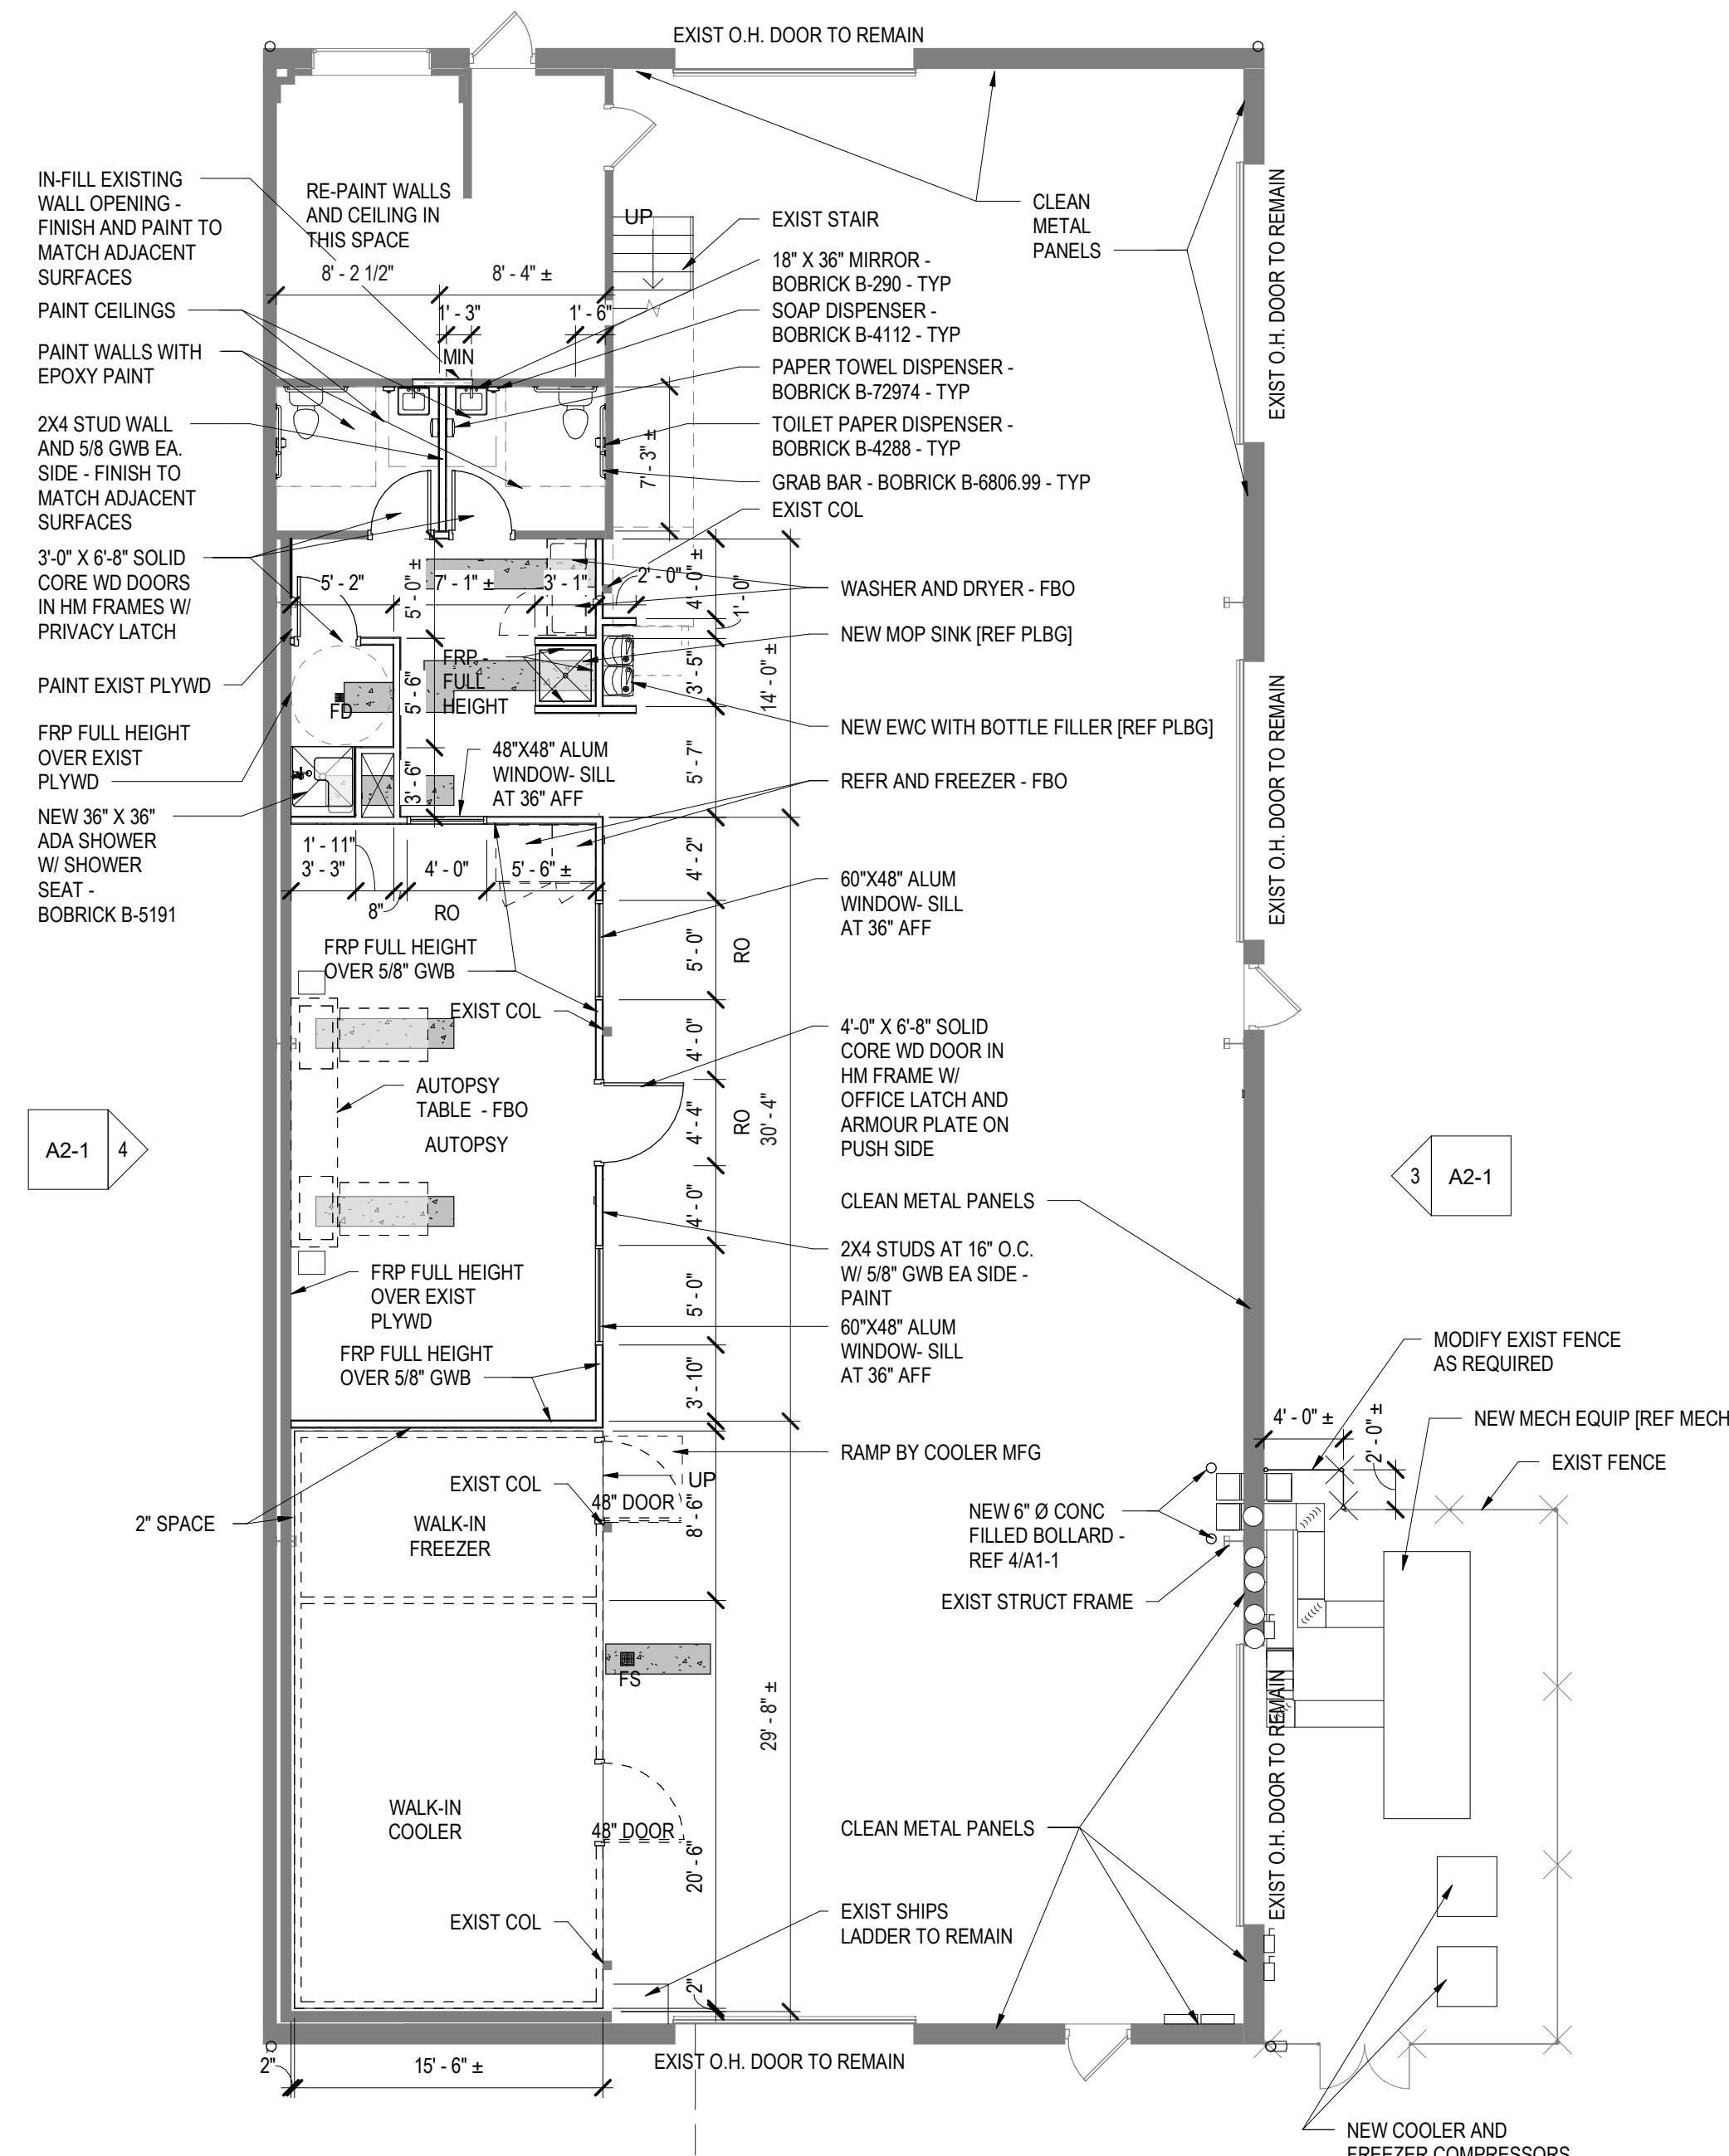 EXIST O.H. DOOR TO REMAIN
IN-FILL EXISTING
WALL OPENING -
FINISH AND PAINT TO
MATCH ADJACENT
SURFACES
PAINT CEILINGS
PAINT WALLS WITH
EPOXY PAINT
2X4 STUD WALL
AND 5/8 GWB EA.
SIDE - FINISH TO
MATCH ADJACENT
SURFACES
3'-0" X 6'-8" SOLID
CORE WD DOORS
IN HM FRAMES W/
PRIVACY LATCH
PAINT EXIST PLYWD
FRP FULL HEIGHT
OVER EXIST
PLYWD
NEW 36" X 36"
ADA SHOWER
W/ SHOWER
SEAT -
BOBRICK B-5191
RE-PAINT WALLS
AND CEILING IN
THIS SPACE
8' - 2 1/2"
8' - 4" ±
1' - 3"
MIN
1' - 6"
UP
EXIST STAIR
18" X 36" MIRROR -
BOBRICK B-290 - TYP
SOAP DISPENSER -
BOBRICK B-4112 - TYP
PAPER TOWEL DISPENSER -
BOBRICK B-72974 - TYP
TOILET PAPER DISPENSER -
BOBRICK B-4288 - TYP
GRAB BAR - BOBRICK B-6806.99 - TYP
EXIST COL
WASHER AND DRYER - FBO
NEW MOP SINK [REF PLBG]
NEW EWC WITH BOTTLE FILLER [REF PLBG]
REFR AND FREEZER - FBO
CLEAN
METAL
PANELS
EXIST O.H. DOOR TO REMAIN
EXIST O.H. DOOR TO REMAIN
7' - 3" ±
5' - 2"
5' - 0" ±
7' - 1" ±
3' - 1"
2' - 0"
4' - 0" ±
1' - 0"
3' - 5"
14' - 0" ±
5' - 7"
FRP -
FULL
HEIGHT
5' - 6"
3' - 6"
FD
48"X48" ALUM
WINDOW- SILL
AT 36" AFF
1' - 11"
3' - 3"
8"
4' - 0"
RO
5' - 6" ±
4' - 2"
5' - 0"
RO
4' - 0"
4' - 4"
RO
30' - 4"
4' - 0"
5' - 0"
3' - 10"
60"X48" ALUM
WINDOW- SILL
AT 36" AFF
FRP FULL HEIGHT
OVER 5/8" GWB
EXIST COL
4'-0" X 6'-8" SOLID
CORE WD DOOR IN
HM FRAME W/
OFFICE LATCH AND
ARMOUR PLATE ON
PUSH SIDE
AUTOPSY
TABLE - FBO
AUTOPSY
A2-1
4
3
A2-1
CLEAN METAL PANELS
2X4 STUDS AT 16" O.C.
W/ 5/8" GWB EA SIDE -
PAINT
60"X48" ALUM
WINDOW- SILL
AT 36" AFF
FRP FULL HEIGHT
OVER EXIST
PLYWD
FRP FULL HEIGHT
OVER 5/8" GWB
MODIFY EXIST FENCE
AS REQUIRED
4' - 0" ±
2' - 0" ±
NEW MECH EQUIP [REF MECH
EXIST FENCE
RAMP BY COOLER MFG
EXIST COL
UP
48" DOOR
8' - 6"
2" SPACE
WALK-IN
FREEZER
NEW 6" Ø CONC
FILLED BOLLARD -
REF 4/A1-1
EXIST STRUCT FRAME
FS
29' - 8" ±
EXIST O.H. DOOR TO REMAIN
WALK-IN
COOLER
48" DOOR
20' - 6"
CLEAN METAL PANELS
EXIST COL
EXIST SHIPS
LADDER TO REMAIN
2"
2"
15' - 6" ±
EXIST O.H. DOOR TO REMAIN
NEW COOLER AND
FREEZER COMPRESSORS